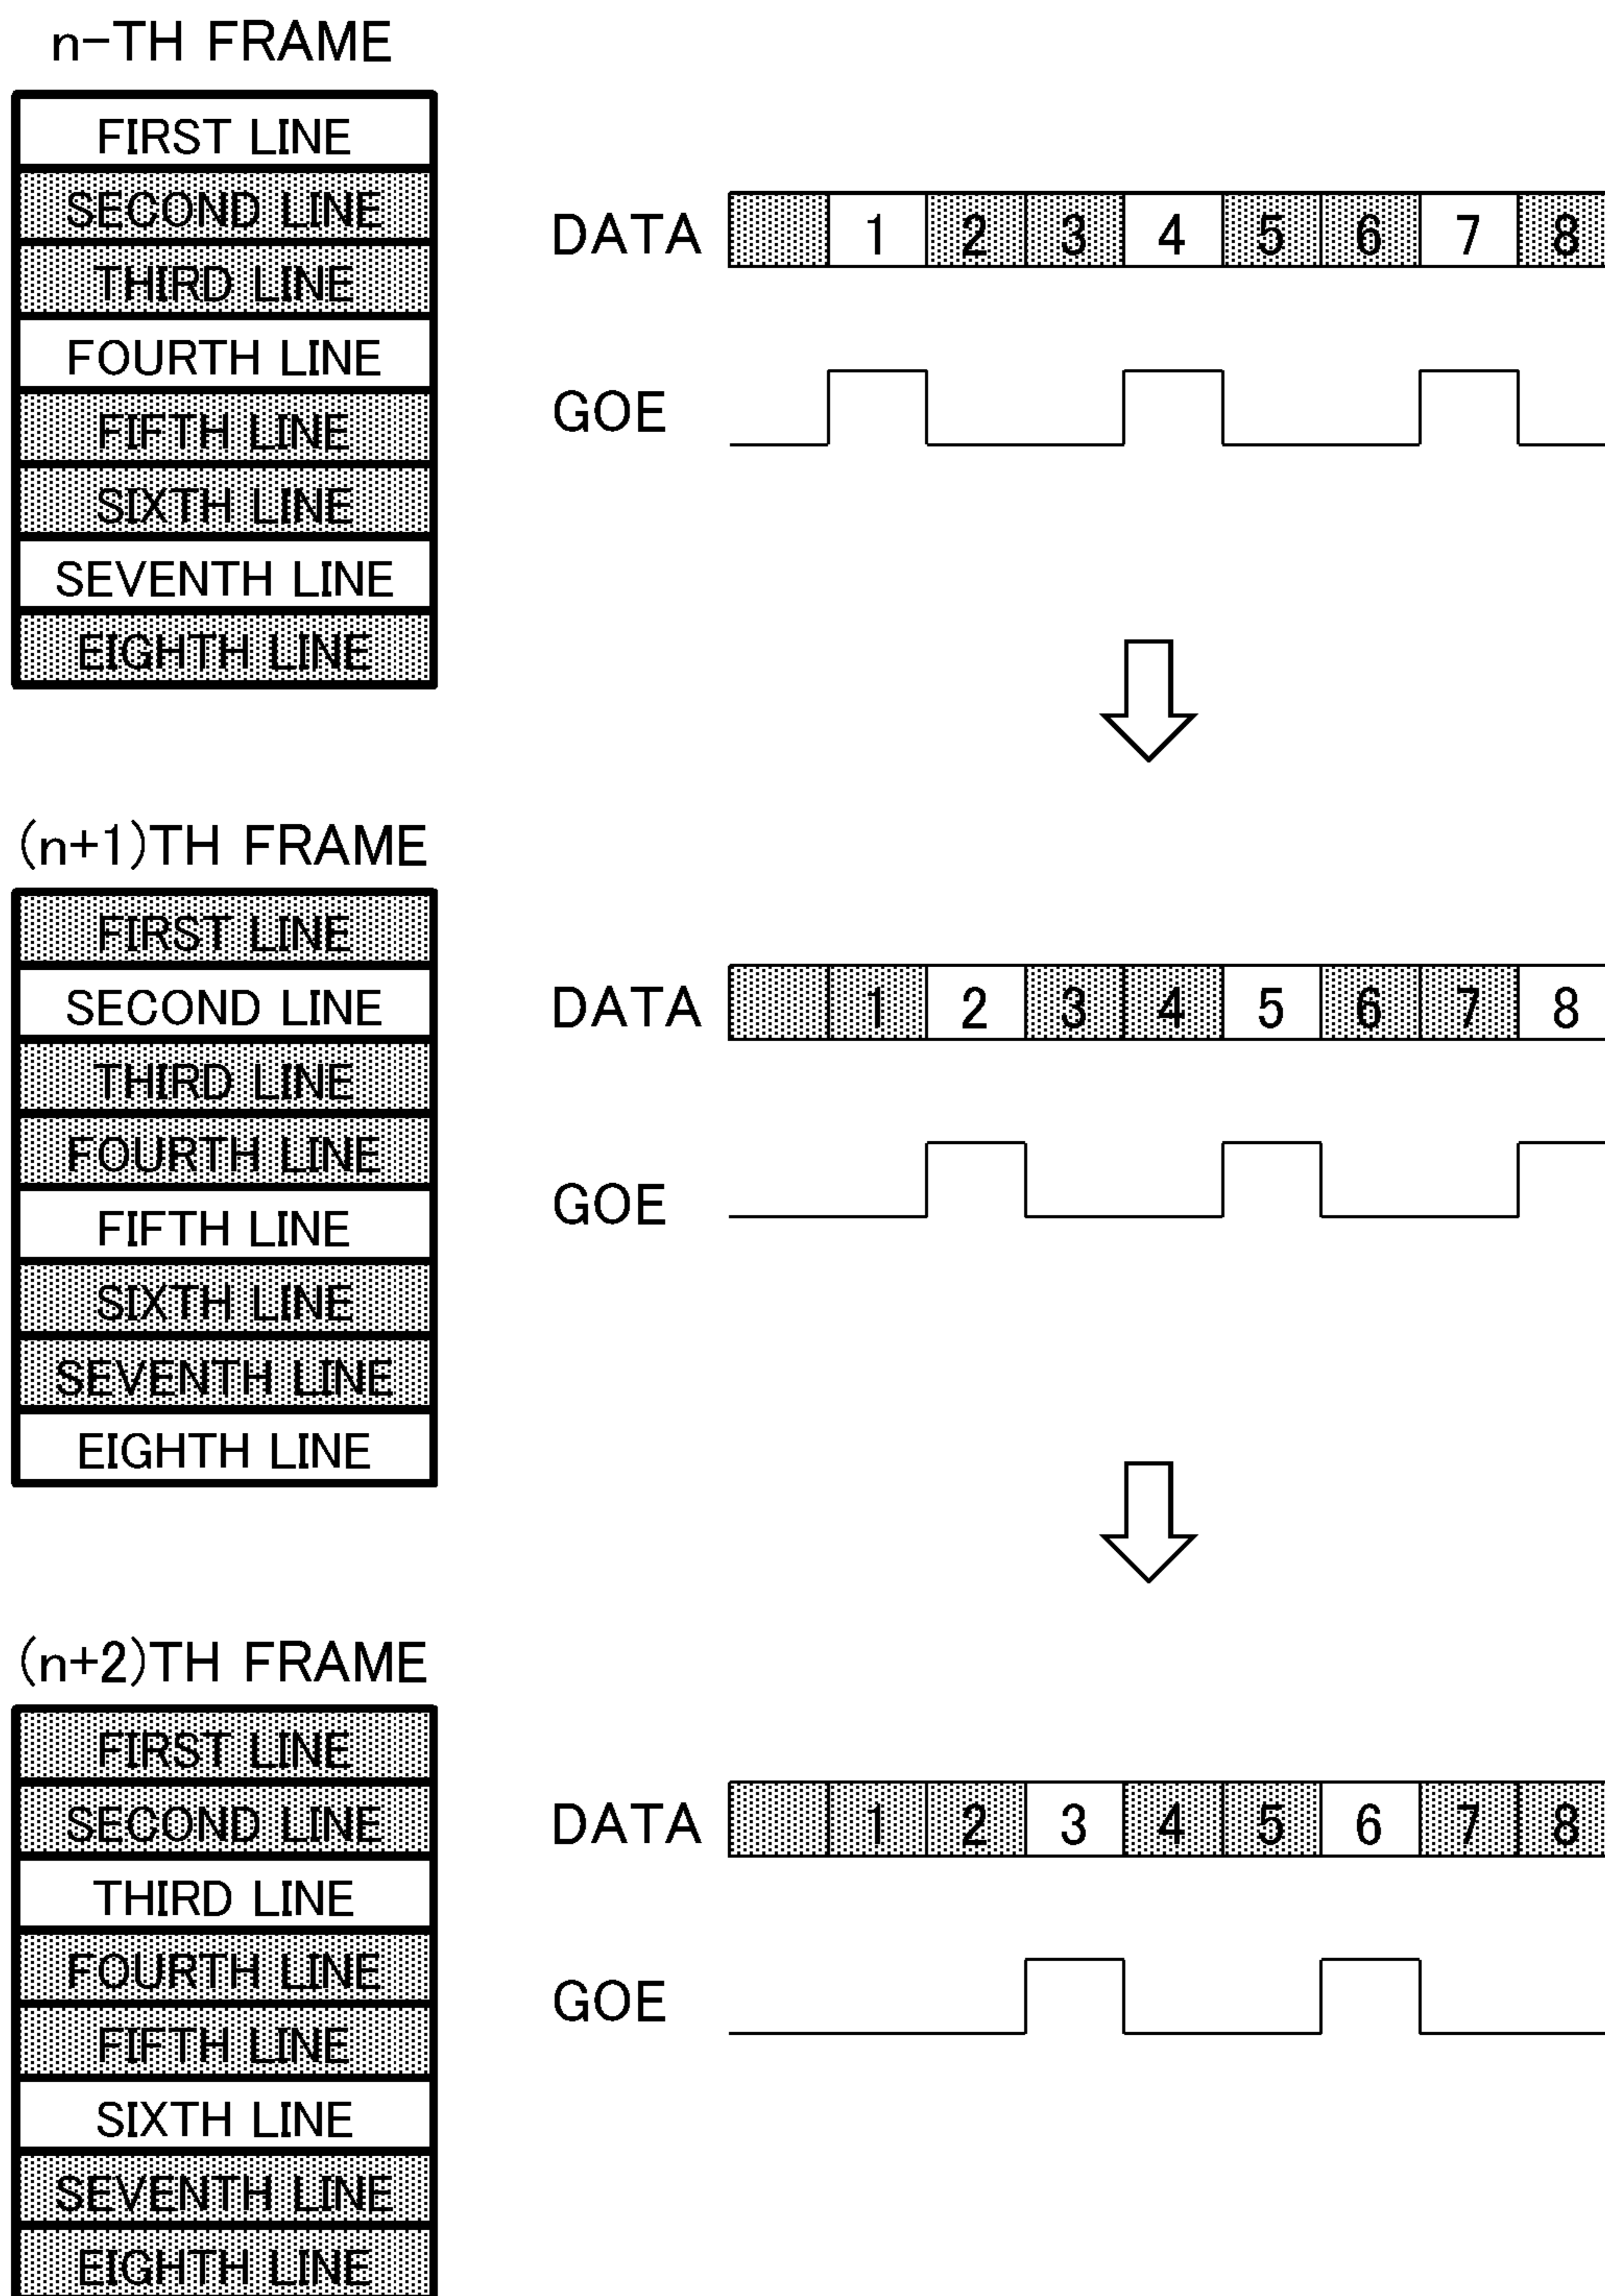 n-TH FRAME
FIRST LINE
SECOND LINE
THIRD LINE
FOURTH LINE
FIFTH LINE
SIXTH LINE
SEVENTH LINE
EIGHTH LINE
DATA 1 2 3 4 5 6 7 8
GOE
(n+1)TH FRAME
FIRST LINE
SECOND LINE
THIRD LINE
FOURTH LINE
FIFTH LINE
SIXTH LINE
SEVENTH LINE
EIGHTH LINE
DATA 1 2 3 4 5 6 7 8
GOE
(n+2)TH FRAME
FIRST LINE
SECOND LINE
THIRD LINE
FOURTH LINE
FIFTH LINE
SIXTH LINE
SEVENTH LINE
EIGHTH LINE
DATA 1 2 3 4 5 6 7 8
GOE